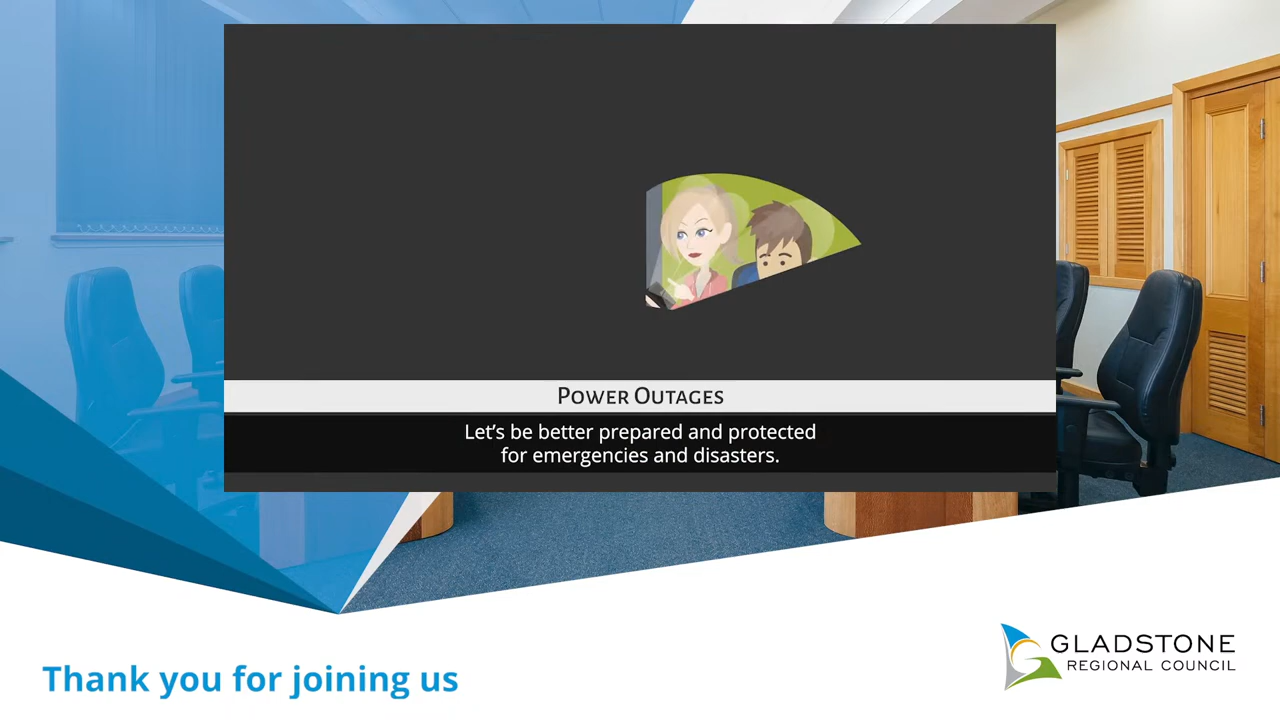 POWER OUTAGES
Let's be better prepared and protected
for emergencies and disasters.
Thank you for joining us
GLADSTONE
REGIONAL COUNCIL